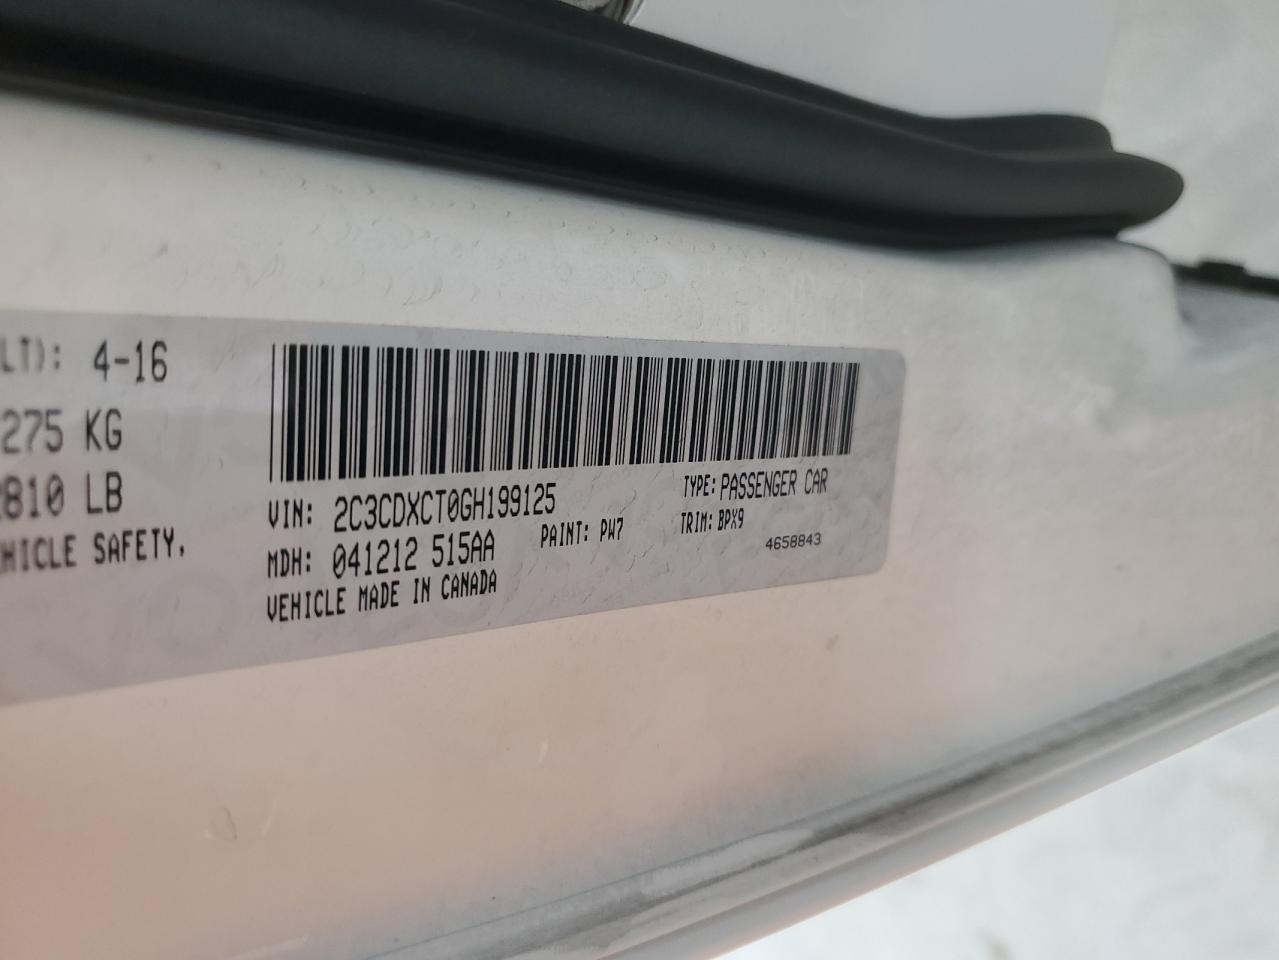 LT): 4-16
275 KG
810 LB
HICLE SAFETY,
VIN: 2C3CDXCT0GH199125
TYPE: PASSENGER CAR
MDH: 041212 515AA
PAINT: PW7
TRIM: BPX9
VEHICLE MADE IN CANADA
4658843